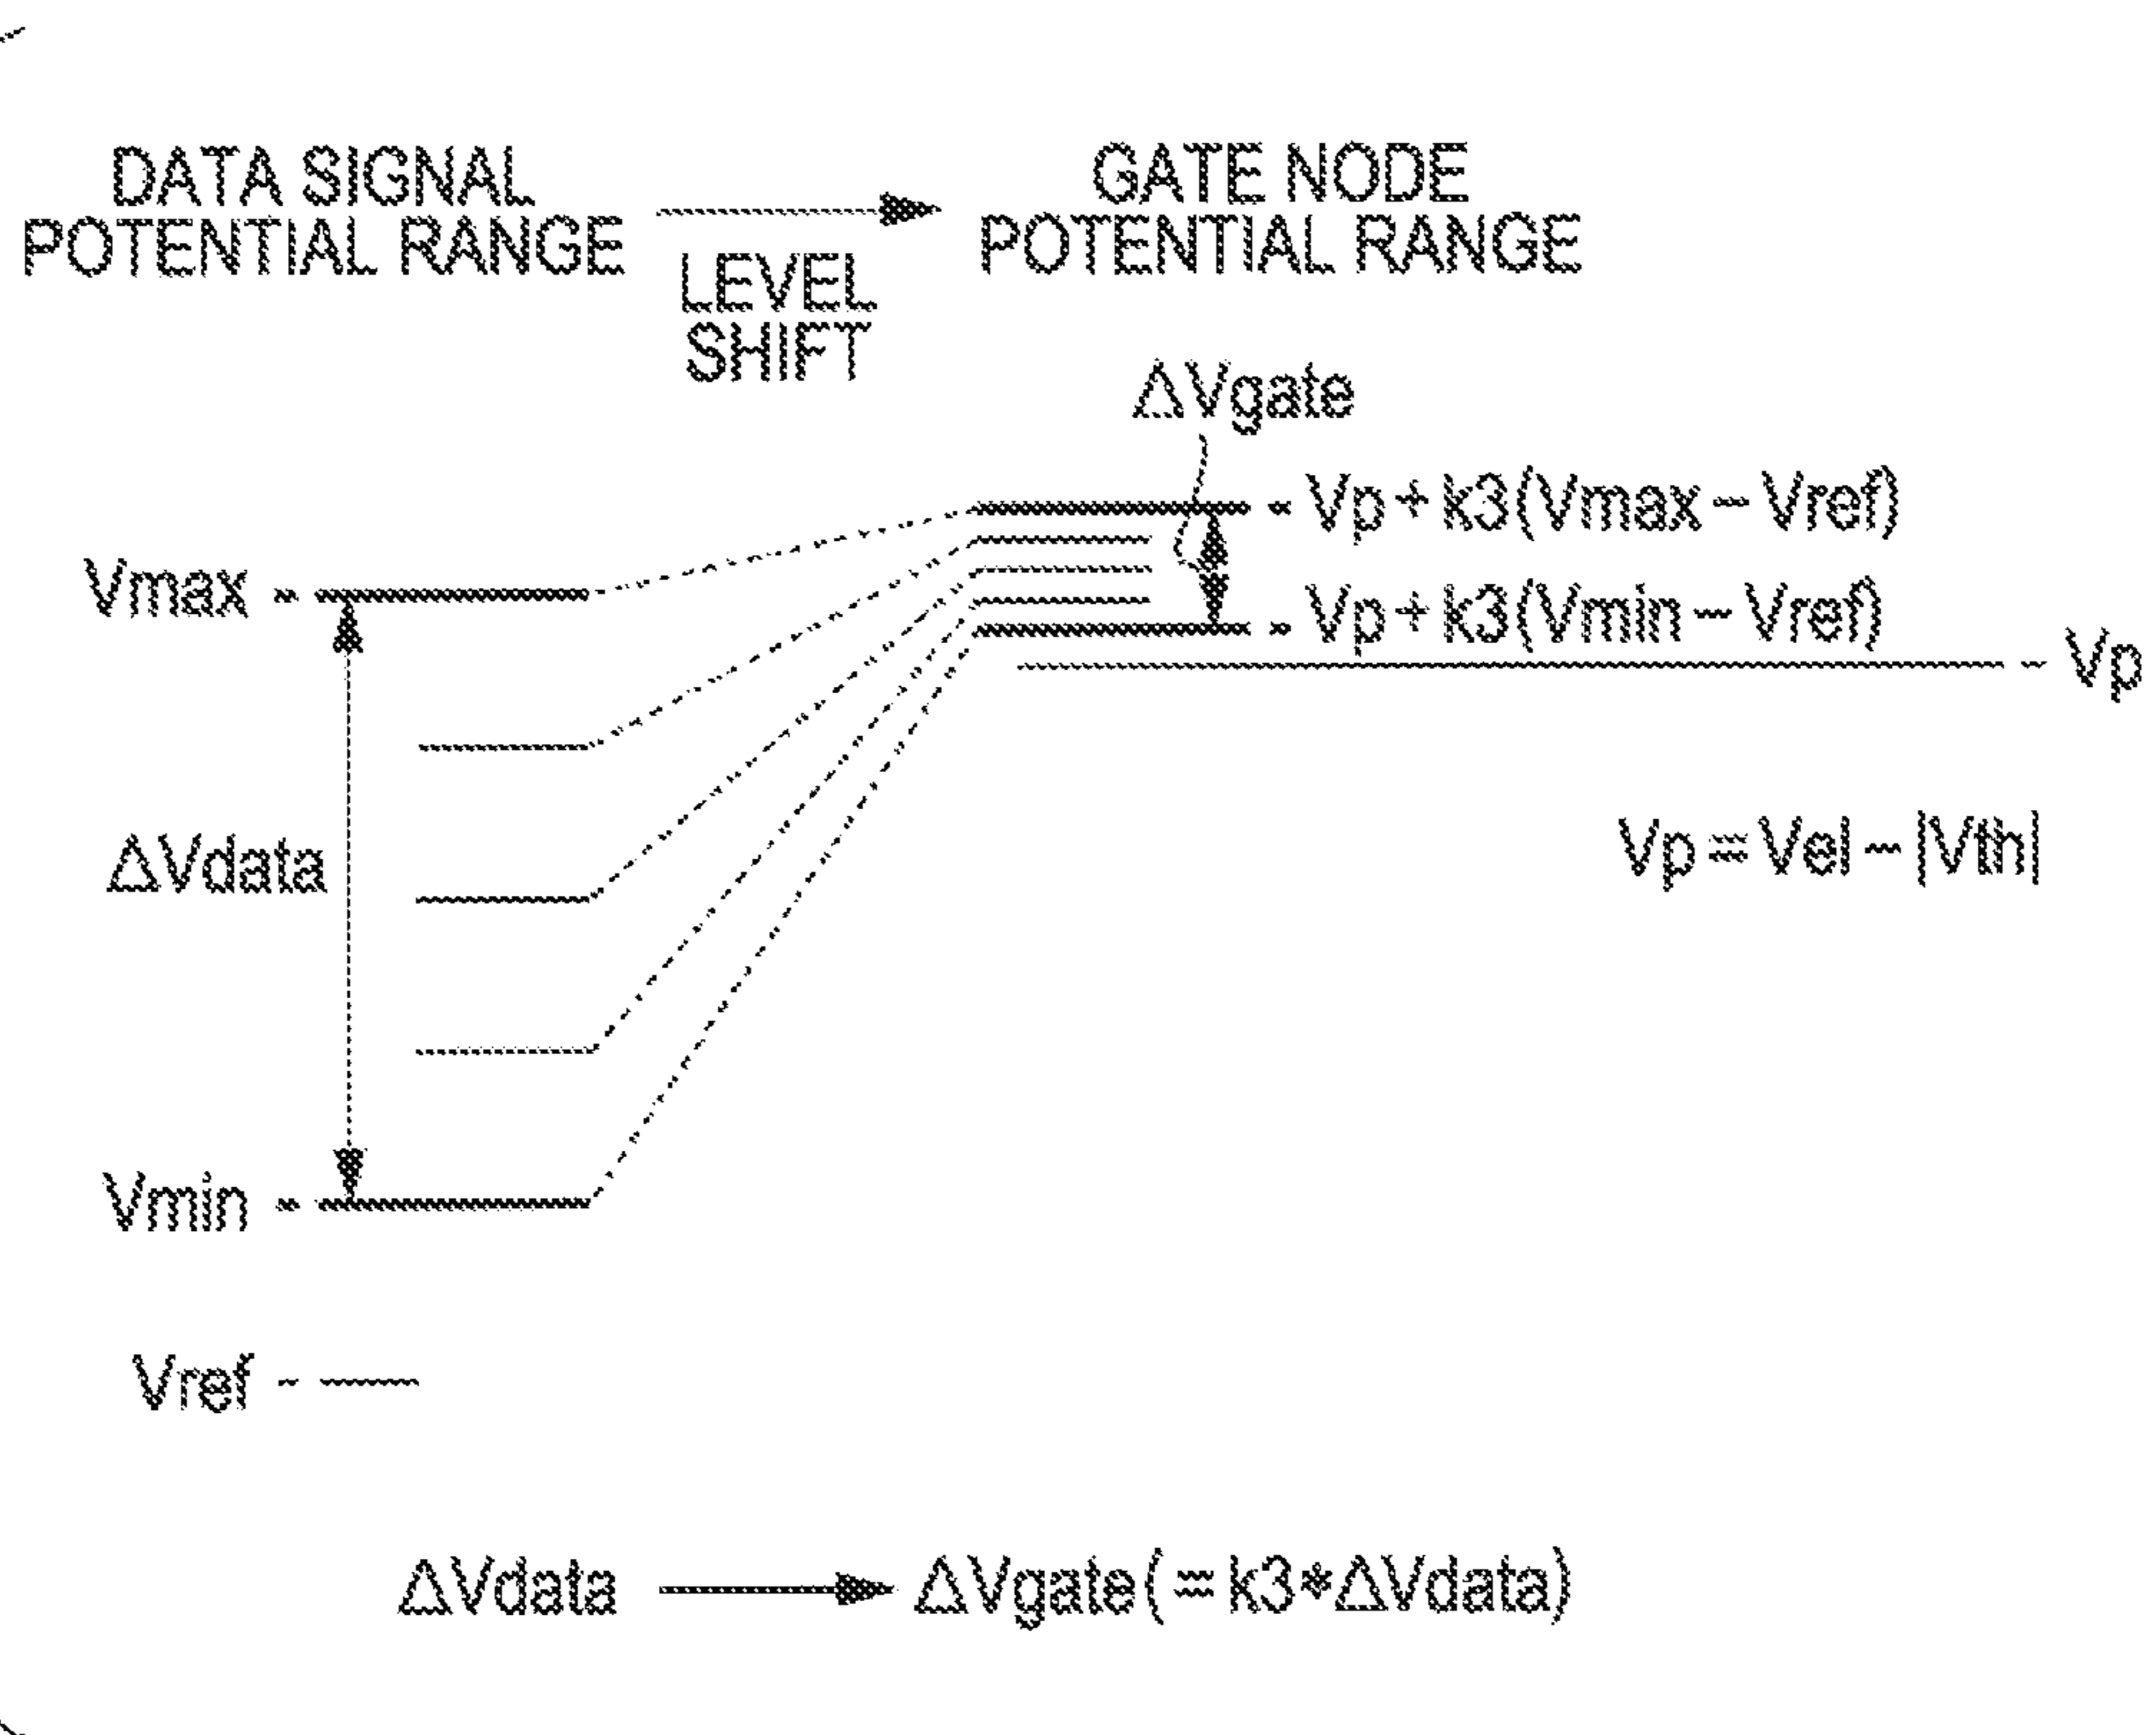 DATA SIGNAL
POTENTIAL RANGE
LEVEL
SHIFT
GATE NODE
POTENTIAL RANGE
ΔVgate
Vp + k3(Vmax − Vref)
Vmax
Vp + k3(Vmin − Vref)
Vp
ΔVdata
Vp = Vel − |Vth|
Vmin
Vref
ΔVdata → ΔVgate(= k3*ΔVdata)